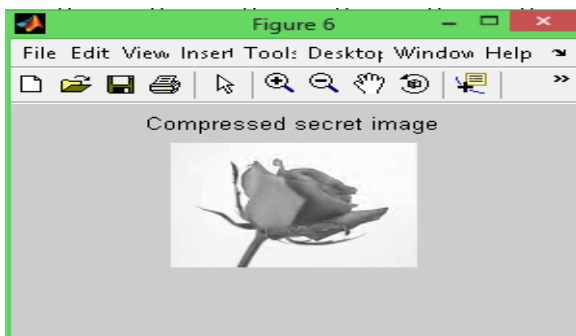 Figure 6
File Edit View Insert Tools Desktop Window Help
Compressed secret image